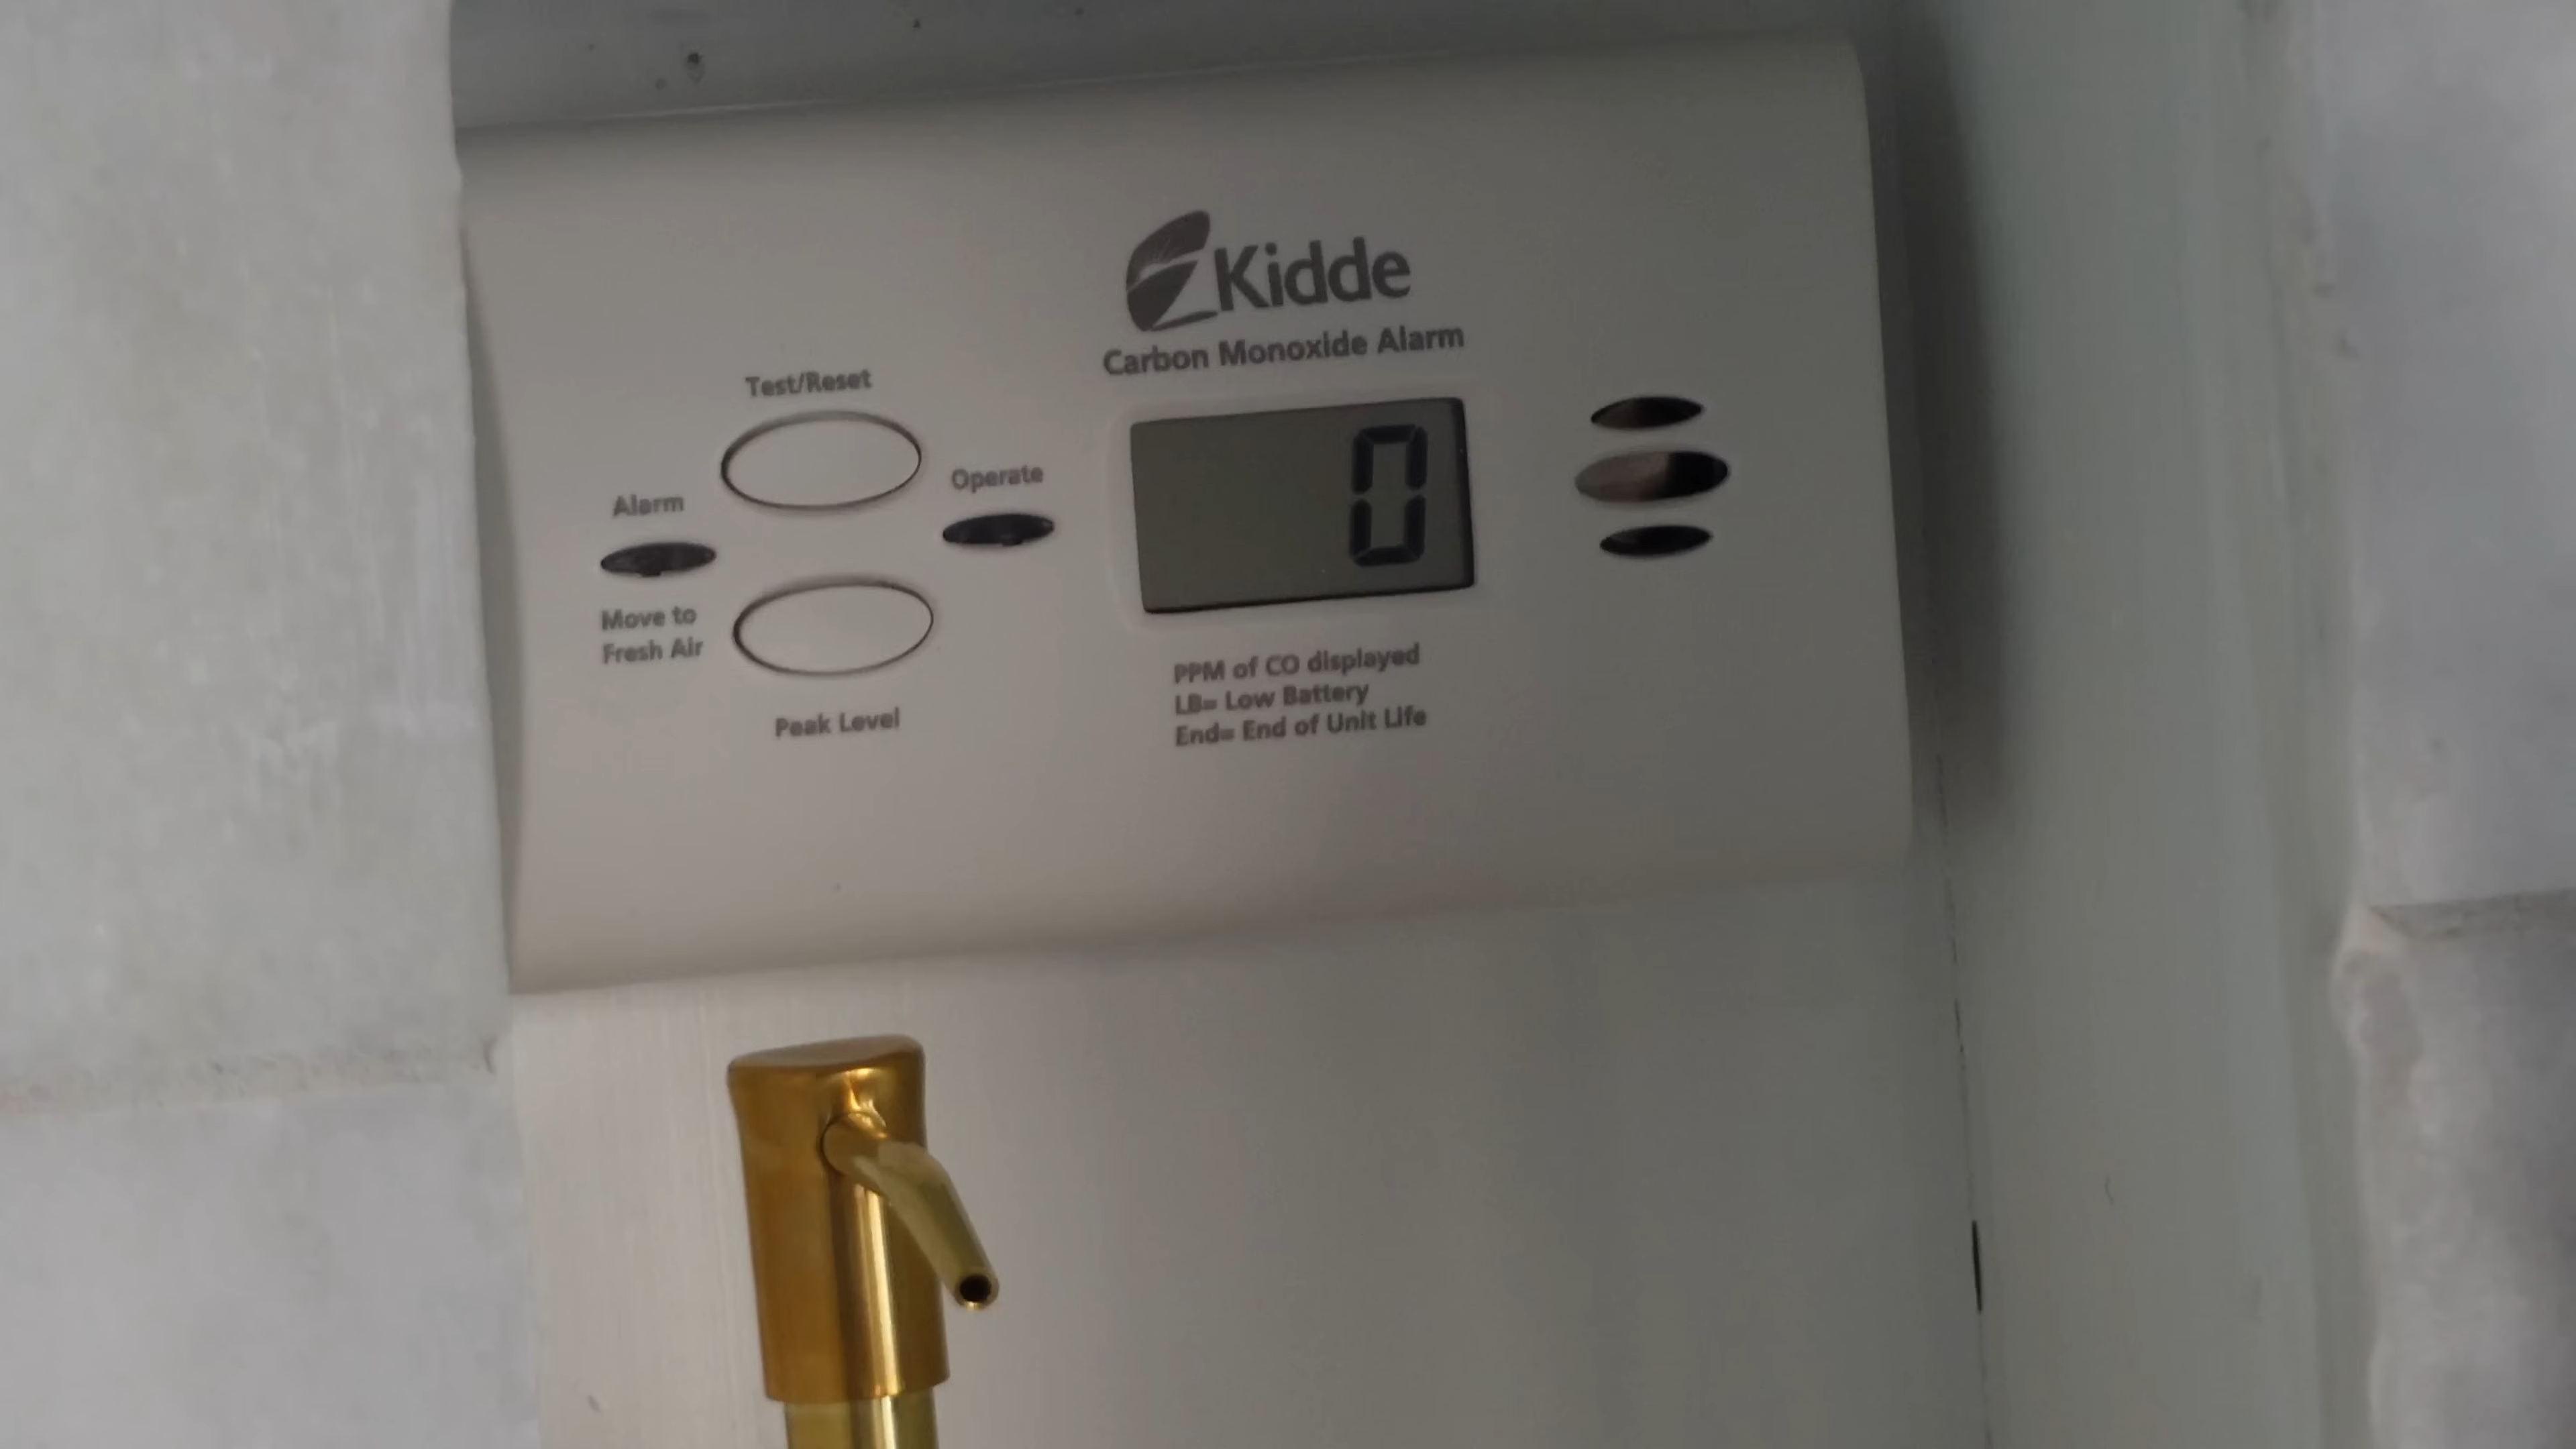 Kidde
Carbon Monoxide Alarm
Test/Reset
Operate
Alarm
0
Move to
Fresh Air
Peak Level
PPM of CO displayed
LB= Low Battery
End= End of Unit Life